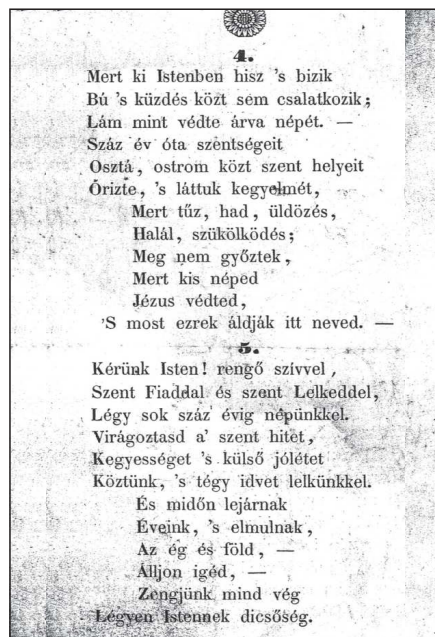 4.
Mert ki Istenben hisz 's bizik
Bú 's küzdés közt sem csalatkozik;
Lám mint védte árva népét. —
Száz év óta szentségeit
Osztá, ostrom közt szent helyeit
Őrizte, 's láttuk kegyelmét,
Mert tűz, had, üldözés,
Halál, szükölködés;
Meg nem győztek,
Mert kis néped
Jézus védted,
'S most ezrek áldják itt neved. —
5.
Kérünk Isten! rengő szívvel,
Szent Fiaddal és szent Lelkeddel,
Légy sok száz évig népünkkel.
Virágoztasd a' szent hitet,
Kegyességet 's külső jólétet
Köztünk, 's tégy idvet lelkünkkel.
És midőn lejárnak
Éveink, 's elmulnak,
Az ég és föld, —
Álljon igéd, —
Zengjünk mind vég
Légyen Istennek dicsőség.